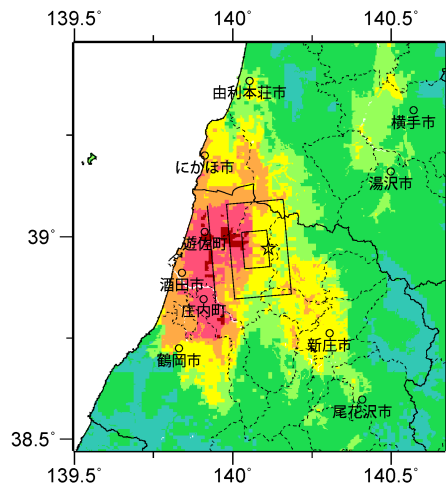 139.5° 140° 140.5°
由利本荘市
横手市
にかほ市
湯沢市
39°
遊佐町
酒田市
庄内町
新庄市
鶴岡市
尾花沢市
38.5°
139.5° 140° 140.5°